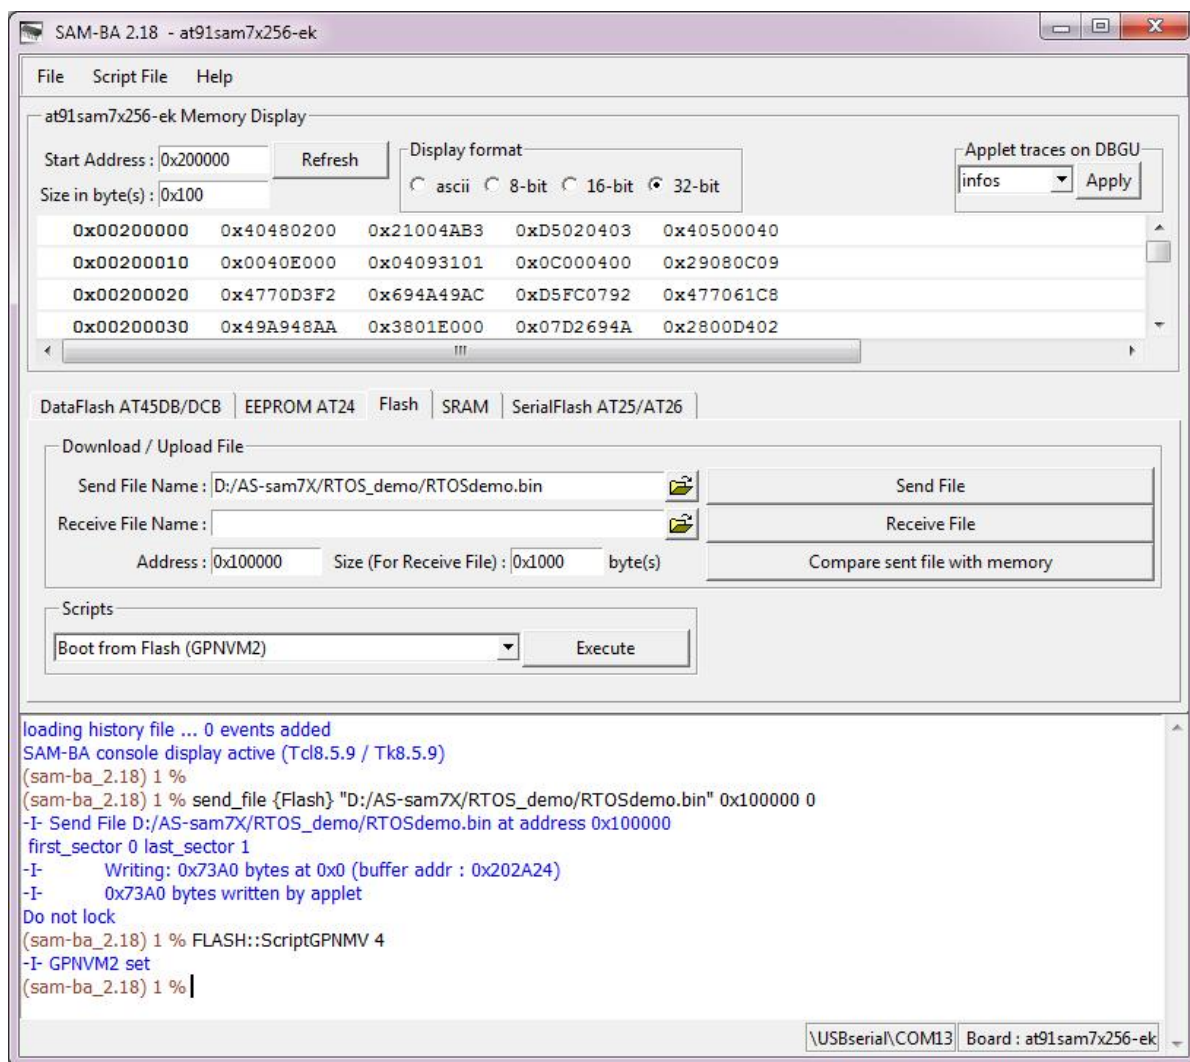 SAM-BA 2.18 - at91sam7x256-ek
File Script File Help
at91sam7x256-ek Memory Display
Start Address : 0x200000 Refresh
Size in byte(s) : 0x100
Display format
ascii 8-bit 16-bit 32-bit
Applet traces on DBGU
infos Apply
0x00200000 0x40480200 0x21004AB3 0xD5020403 0x40500040
0x00200010 0x0040E000 0x04093101 0x0C000400 0x29080C09
0x00200020 0x4770D3F2 0x694A49AC 0xD5FC0792 0x477061C8
0x00200030 0x49A948AA 0x3801E000 0x07D2694A 0x2800D402
DataFlash AT45DB/DCB EEPROM AT24 Flash SRAM SerialFlash AT25/AT26
Download / Upload File
Send File Name : D:/AS-sam7X/RTOS_demo/RTOSdemo.bin Send File
Receive File Name : Receive File
Address : 0x100000 Size (For Receive File) : 0x1000 byte(s) Compare sent file with memory
Scripts
Boot from Flash (GPNVM2) Execute
loading history file ... 0 events added
SAM-BA console display active (Tcl8.5.9 / Tk8.5.9)
(sam-ba_2.18) 1 %
(sam-ba_2.18) 1 % send_file {Flash} "D:/AS-sam7X/RTOS_demo/RTOSdemo.bin" 0x100000 0
-I- Send File D:/AS-sam7X/RTOS_demo/RTOSdemo.bin at address 0x100000
first_sector 0 last_sector 1
-I- Writing: 0x73A0 bytes at 0x0 (buffer addr : 0x202A24)
-I- 0x73A0 bytes written by applet
Do not lock
(sam-ba_2.18) 1 % FLASH::ScriptGPNMV 4
-I- GPNVM2 set
(sam-ba_2.18) 1 %
\USBserial\COM13 Board : at91sam7x256-ek